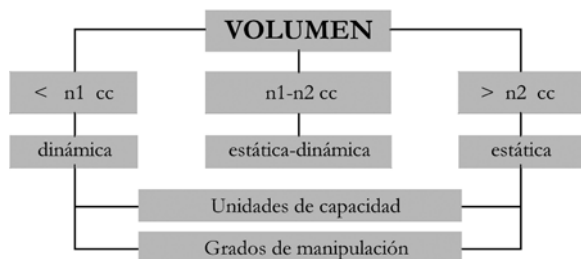 VOLUMEN
< n1 cc
n1-n2 cc
> n2 cc
dinámica
estática-dinámica
estática
Unidades de capacidad
Grados de manipulación